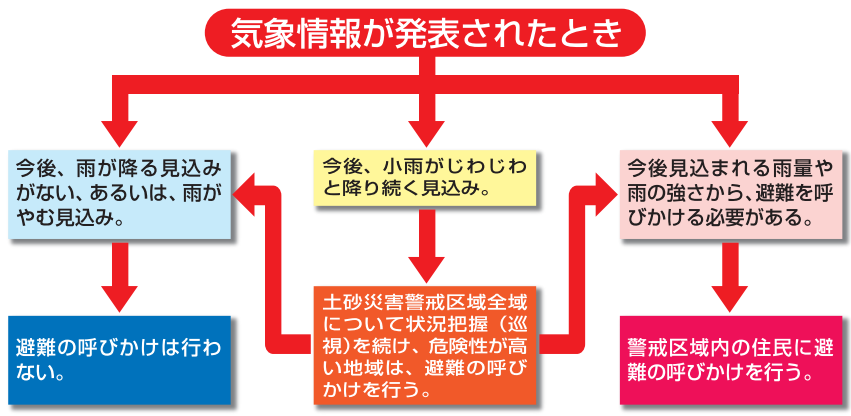 気象情報が発表されたとき
今後、雨が降る見込み
がない、あるいは、雨が
やむ見込み。
今後、小雨がじわじわ
と降り続く見込み。
今後見込まれる雨量や
雨の強さから、避難を呼
びかける必要がある。
避難の呼びかけは行わ
ない。
土砂災害警戒区域全域
について状況把握（巡
視）を続け、危険性が高
い地域は、避難の呼び
かけを行う。
警戒区域内の住民に避
難の呼びかけを行う。